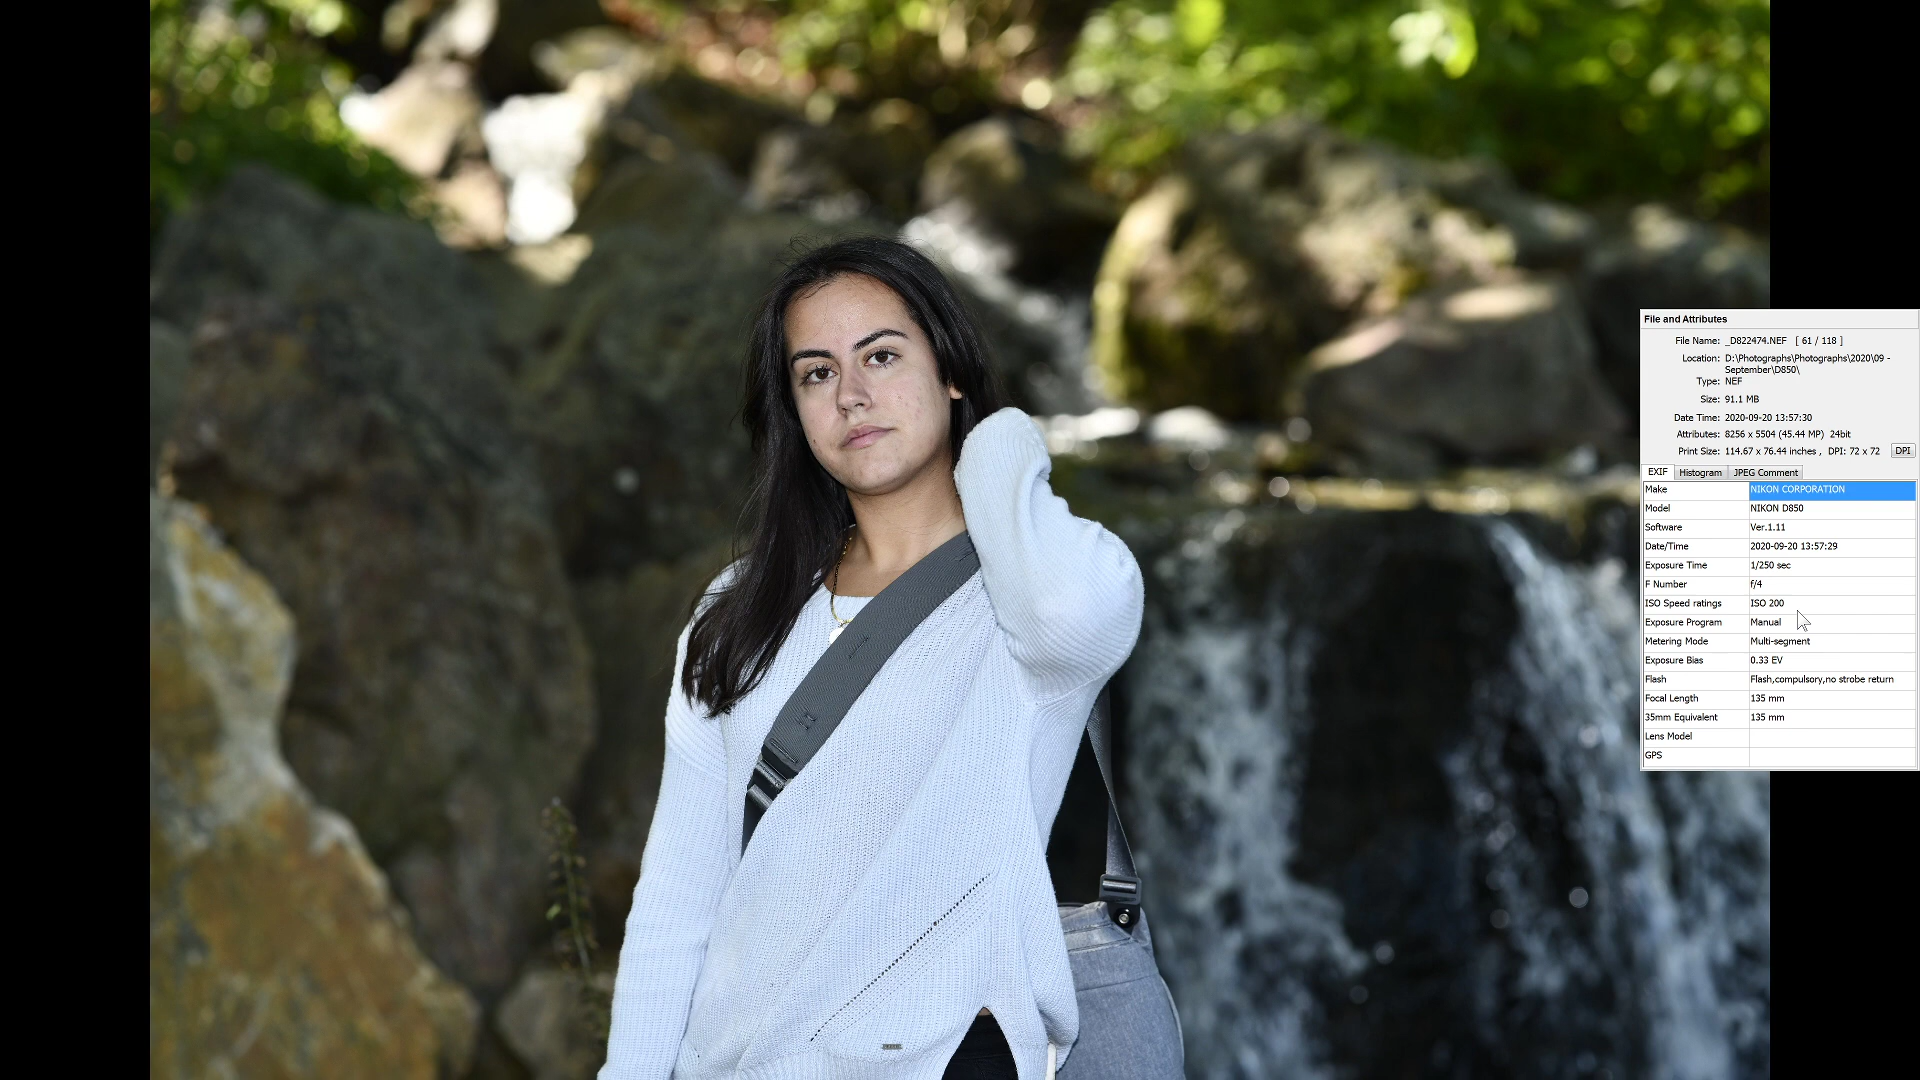 File and Attributes
File Name: _D822474.NEF [ 61 / 118 ]
Location: D:\Photographs\Photographs\2020\09 -
September\D850\
Type: NEF
Size: 91.1 MB
Date Time: 2020-09-20 13:57:30
Attributes: 8256 x 5504 (45.44 MP) 24bit
Print Size: 114.67 x 76.44 inches , DPI: 72 x 72 DPI
EXIF Histogram JPEG Comment
Make NIKON CORPORATION
Model NIKON D850
Software Ver.1.11
Date/Time 2020-09-20 13:57:29
Exposure Time 1/250 sec
F Number f/4
ISO Speed ratings ISO 200
Exposure Program Manual
Metering Mode Multi-segment
Exposure Bias 0.33 EV
Flash Flash,compulsory,no strobe return
Focal Length 135 mm
35mm Equivalent 135 mm
Lens Model
GPS